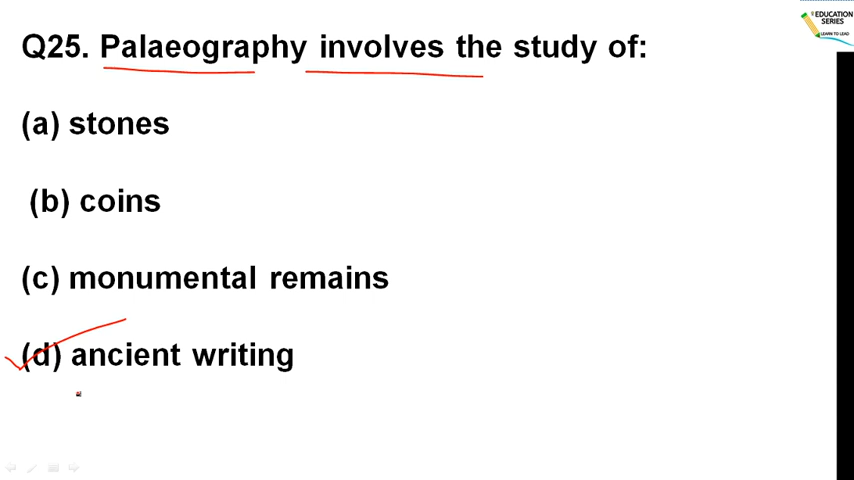 Q25. Palaeography involves the study of:
(a) stones
(b) coins
(c) monumental remains
(d) ancient writing
EDUCATION
SERIES
LEARN TO LEAD